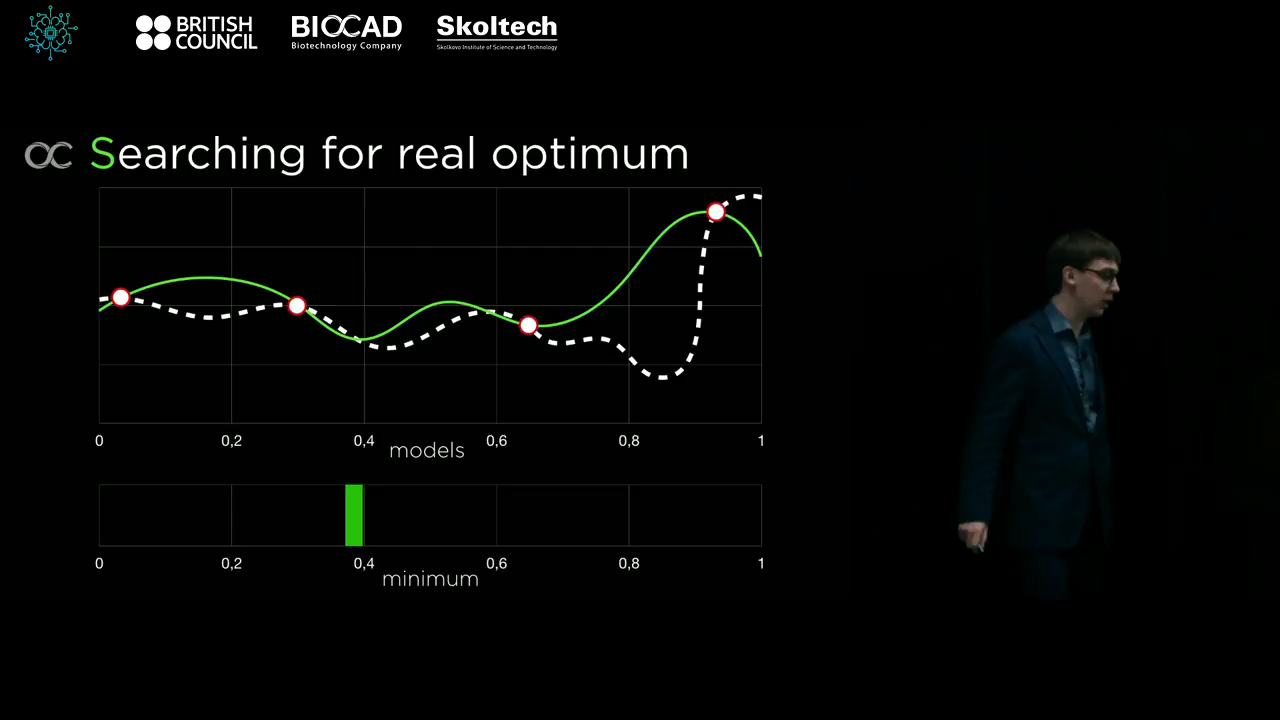 BRITISH
COUNCIL
BIOCAD
Biotechnology Company
Skoltech
Skolkovo Institute of Science and Technology
Searching for real optimum
0 0,2 0,4 0,6 0,8 1
models
0 0,2 0,4 0,6 0,8 1
minimum